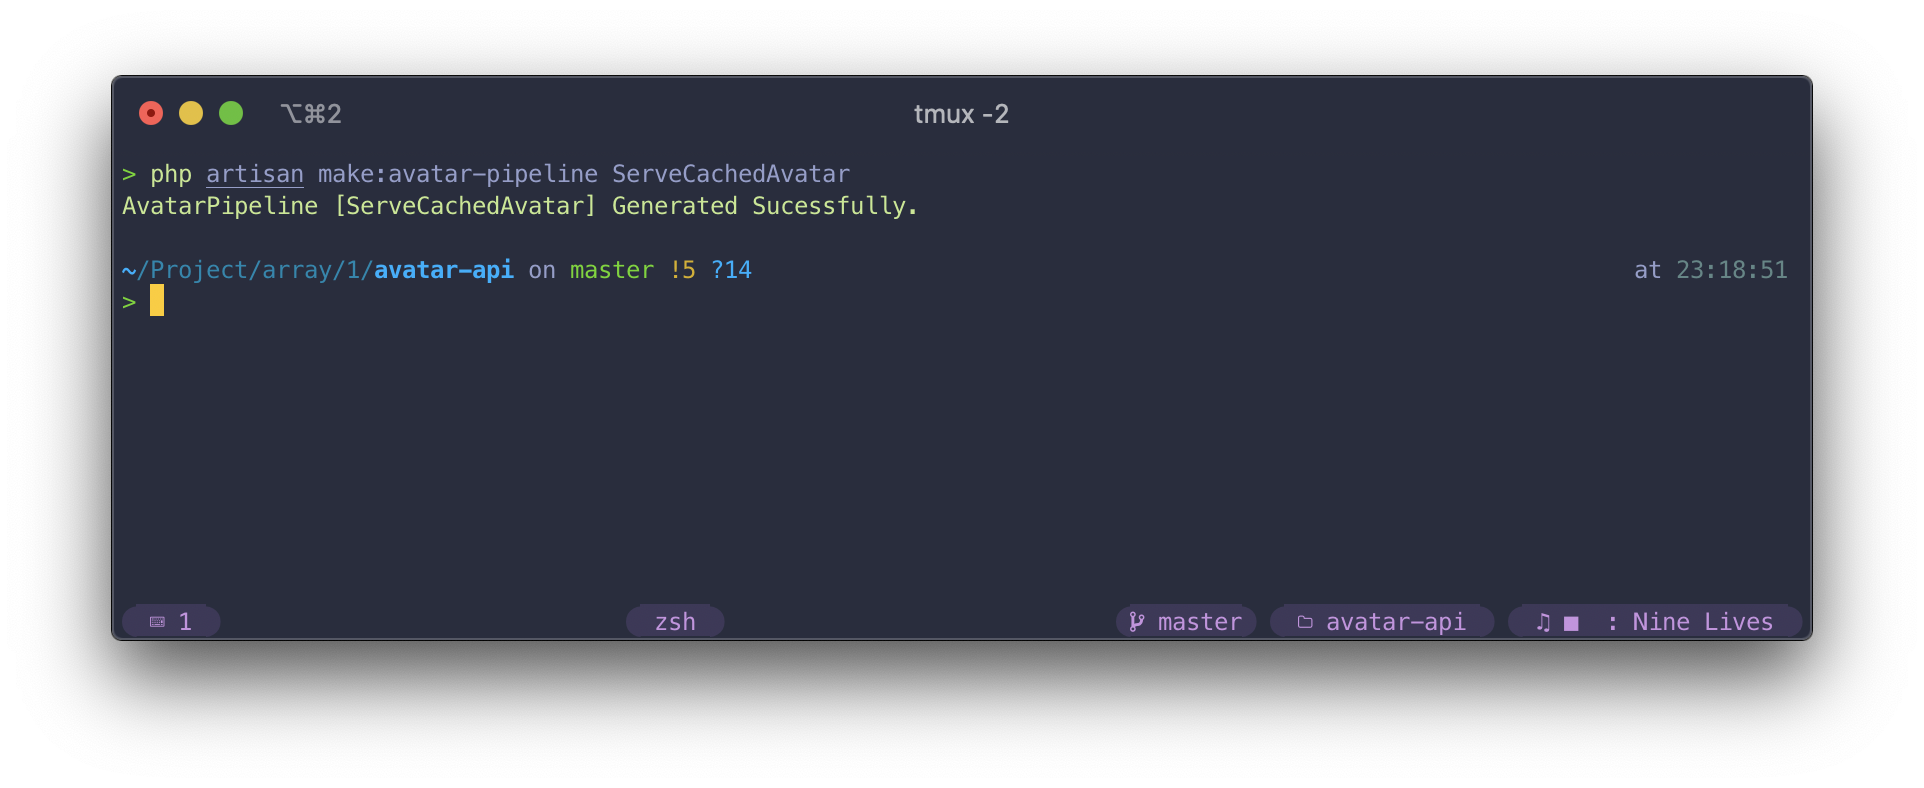 ⌥⌘2 tmux -2
> php artisan make:avatar-pipeline ServeCachedAvatar
AvatarPipeline [ServeCachedAvatar] Generated Sucessfully.
~/Project/array/1/avatar-api on master !5 ?14 at 23:18:51
>
1 zsh master avatar-api ♫ ■ : Nine Lives